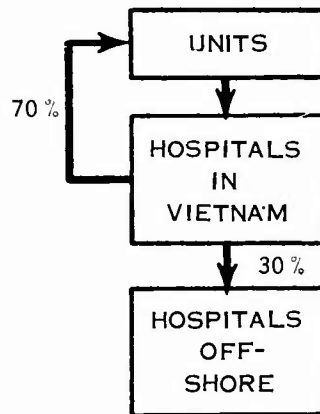 UNITS
70 %
HOSPITALS
IN
VIETNAM
30 %
HOSPITALS
OFF-
SHORE